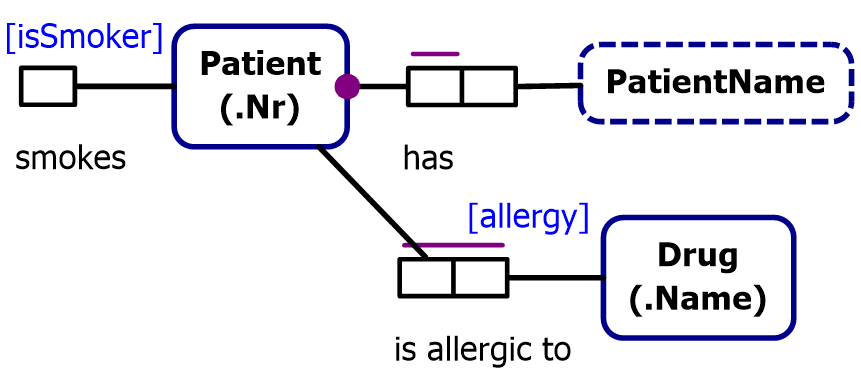 [isSmoker]
Patient
(.Nr)
PatientName
smokes
has
[allergy]
Drug
(.Name)
is allergic to